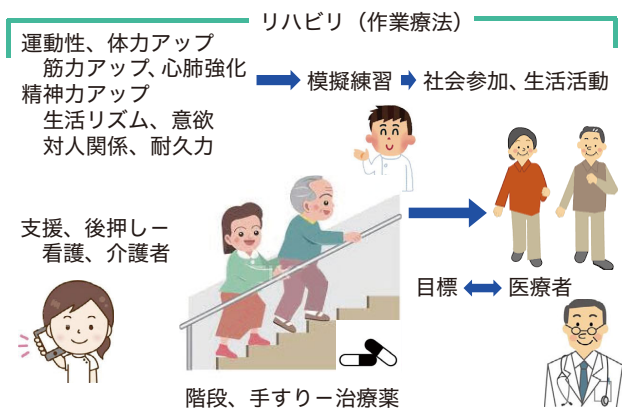 リハビリ（作業療法）
運動性、体力アップ
筋力アップ、心肺強化
精神力アップ
生活リズム、意欲
対人関係、耐久力
模擬練習
社会参加、生活活動
支援、後押しー
看護、介護者
目標
医療者
階段、手すりー治療薬